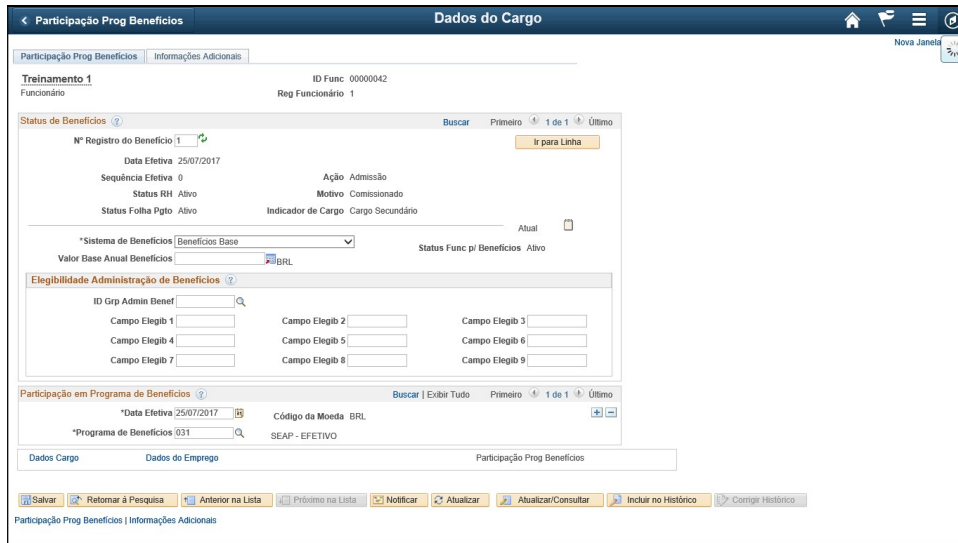 Participação Prog Benefícios
Dados do Cargo
Nova Janela
Participação Prog Benefícios
Informações Adicionais
Treinamento 1
ID Func 00000042
Funcionário
Reg Funcionário 1
Status de Benefícios
Buscar
Primeiro 1 de 1 Último
Nº Registro do Benefício 1
Ir para Linha
Data Efetiva 25/07/2017
Sequência Efetiva 0
Ação Admissão
Status RH Ativo
Motivo Comissionado
Status Folha Pgto Ativo
Indicador de Cargo Cargo Secundário
Atual
*Sistema de Benefícios Benefícios Base
Status Func p/ Benefícios Ativo
Valor Base Anual Benefícios BRL
Elegibilidade Administração de Benefícios
ID Grp Admin Benef
Campo Elegib 1 Campo Elegib 2 Campo Elegib 3
Campo Elegib 4 Campo Elegib 5 Campo Elegib 6
Campo Elegib 7 Campo Elegib 8 Campo Elegib 9
Participação em Programa de Benefícios
Buscar | Exibir Tudo
Primeiro 1 de 1 Último
*Data Efetiva 25/07/2017
Código da Moeda BRL
*Programa de Benefícios 031
SEAP - EFETIVO
Dados Cargo
Dados do Emprego
Participação Prog Benefícios
Salvar
Retornar à Pesquisa
Anterior na Lista
Próximo na Lista
Notificar
Atualizar
Atualizar/Consultar
Incluir no Histórico
Corrigir Histórico
Participação Prog Benefícios | Informações Adicionais